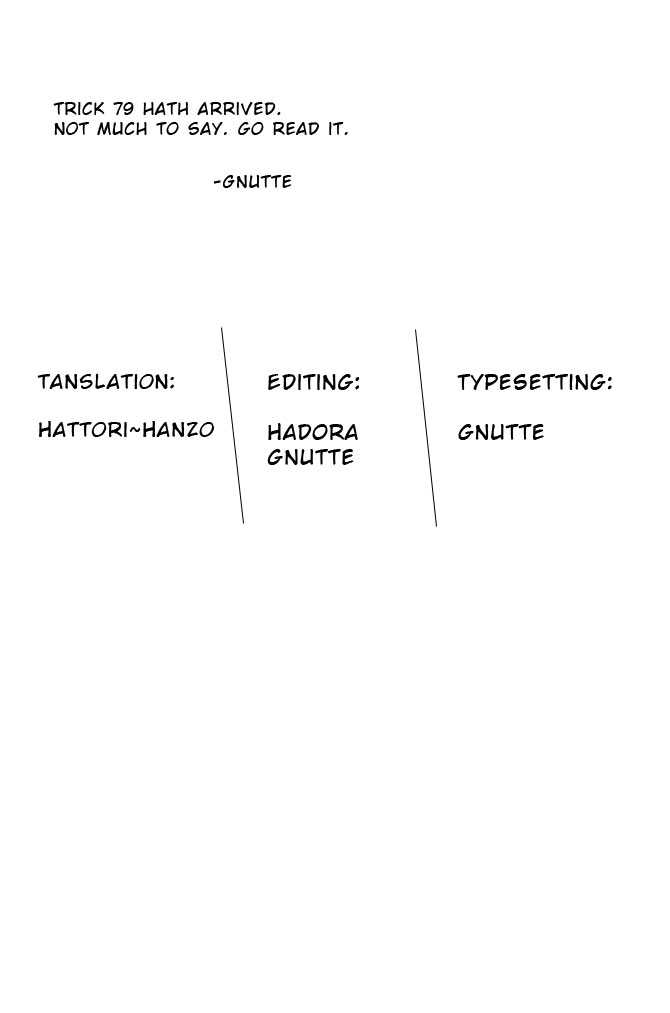 TRICK 79 HATH ARRIVED.
NOT MUCH TO SAY. GO READ IT.
-GNUTTE
TANSLATION:
HATTORI~HANZO
EDITING:
HADORA
GNUTTE
TYPESETTING:
GNUTTE